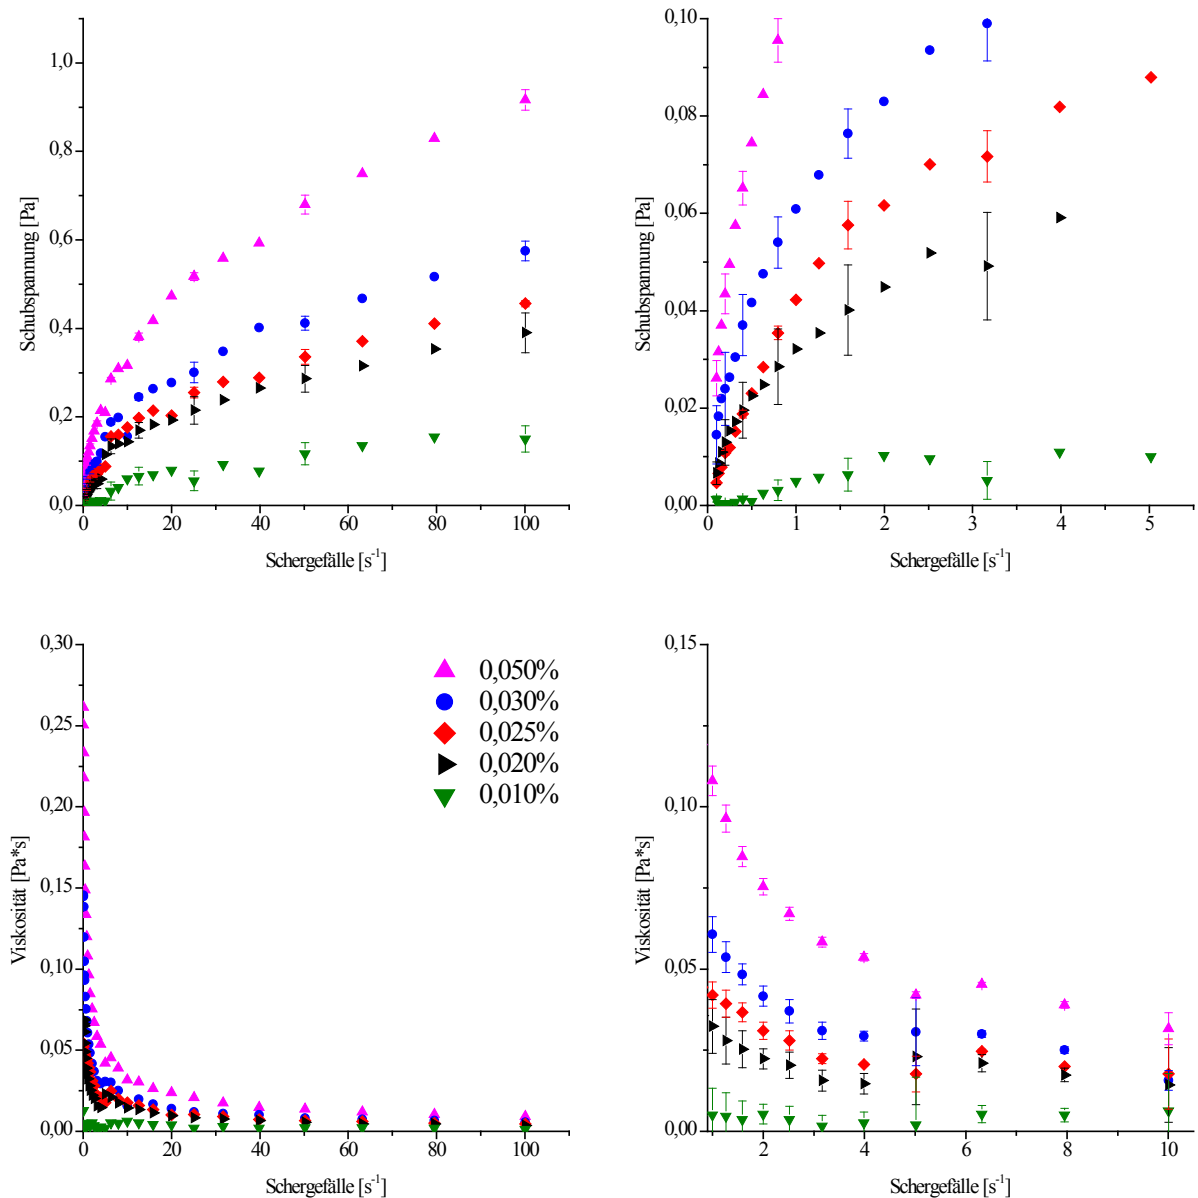 1,0
0,8
0,6
0,4
0,2
0,0
Schubspannung [Pa]
0 20 40 60 80 100
Schergefälle [s⁻¹]
0,10
0,08
0,06
0,04
0,02
0,00
Schubspannung [Pa]
0 1 2 3 4 5
Schergefälle [s⁻¹]
0,30
0,25
0,20
0,15
0,10
0,05
0,00
Viskosität [Pa*s]
0,050%
0,030%
0,025%
0,020%
0,010%
0 20 40 60 80 100
Schergefälle [s⁻¹]
0,15
0,10
0,05
0,00
Viskosität [Pa*s]
2 4 6 8 10
Schergefälle [s⁻¹]